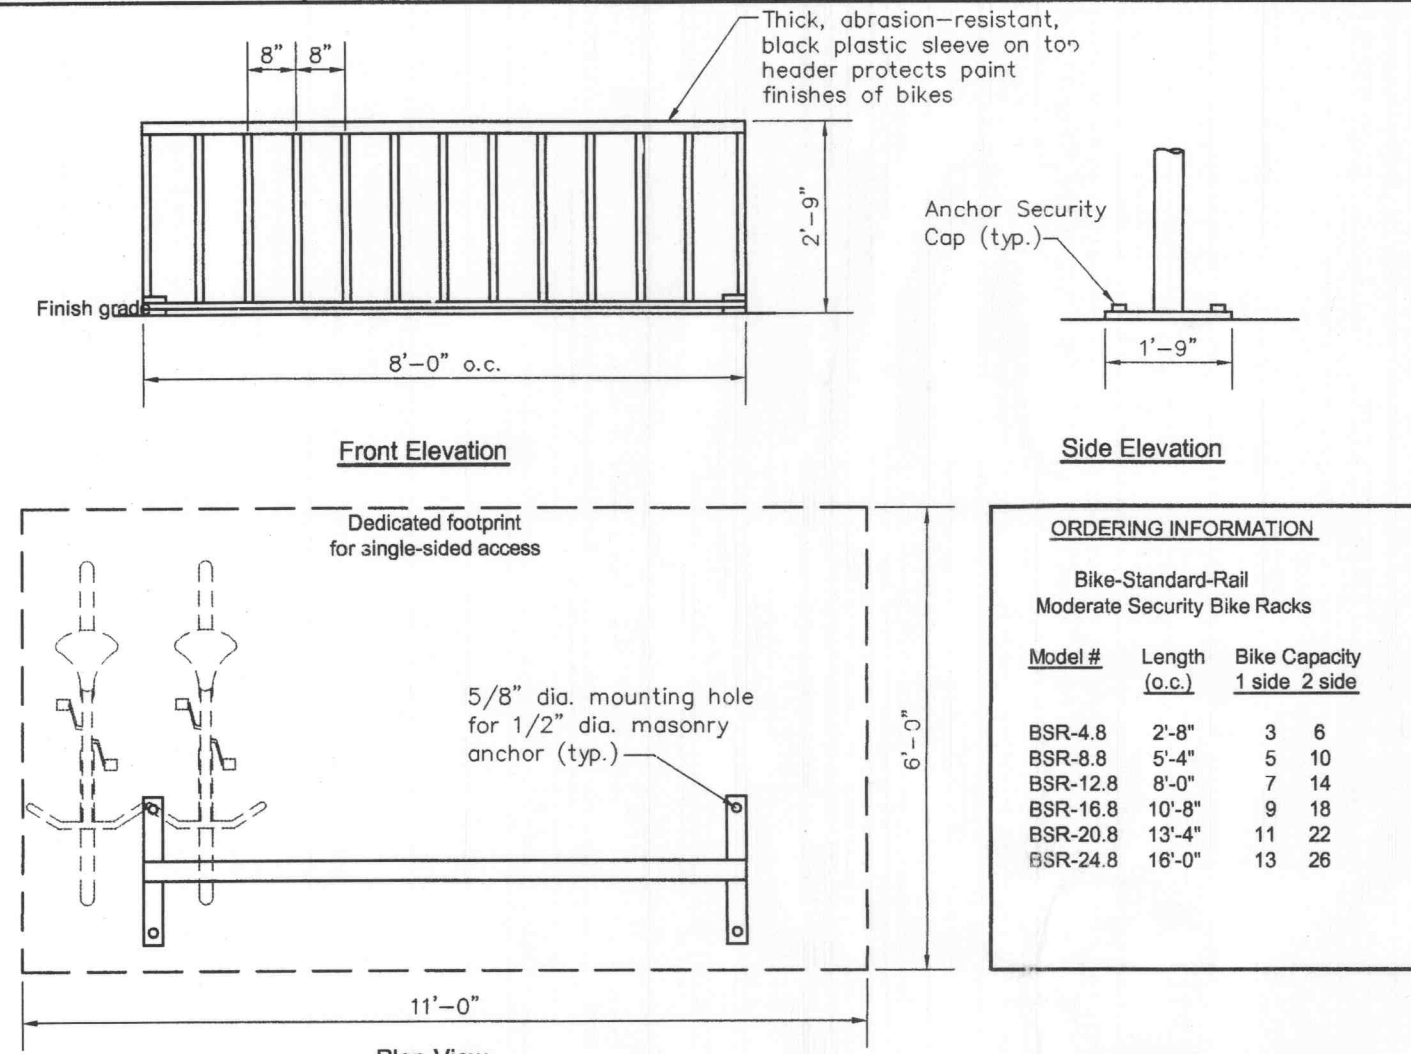 8" 8"
Thick, abrasion-resistant,
black plastic sleeve on top
header protects paint
finishes of bikes
2'-9"
Finish grade
8'-0" o.c.
Front Elevation
Anchor Security
Cap (typ.)
1'-9"
Side Elevation
Dedicated footprint
for single-sided access
5/8" dia. mounting hole
for 1/2" dia. masonry
anchor (typ.)
6'-0"
11'-0"
Plan View
ORDERING INFORMATION
Bike-Standard-Rail
Moderate Security Bike Racks
Model # Length Bike Capacity
(o.c.) 1 side 2 side
BSR-4.8 2'-8" 3 6
BSR-8.8 5'-4" 5 10
BSR-12.8 8'-0" 7 14
BSR-16.8 10'-8" 9 18
BSR-20.8 13'-4" 11 22
BSR-24.8 16'-0" 13 26